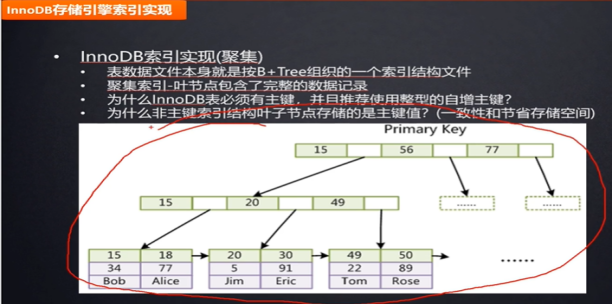 InnoDB存储引擎索引实现
InnoDB索引实现(聚集)
表数据文件本身就是按B+Tree组织的一个索引结构文件
聚集索引-叶节点包含了完整的数据记录
为什么InnoDB表必须有主键，并且推荐使用整型的自增主键？
为什么非主键索引结构叶子节点存储的是主键值？(一致性和节省存储空间)
Primary Key
15 56 77
15 20 49 …… ……
15 18 20 30 49 50 ……
34 77 5 91 22 89
Bob Alice Jim Eric Tom Rose